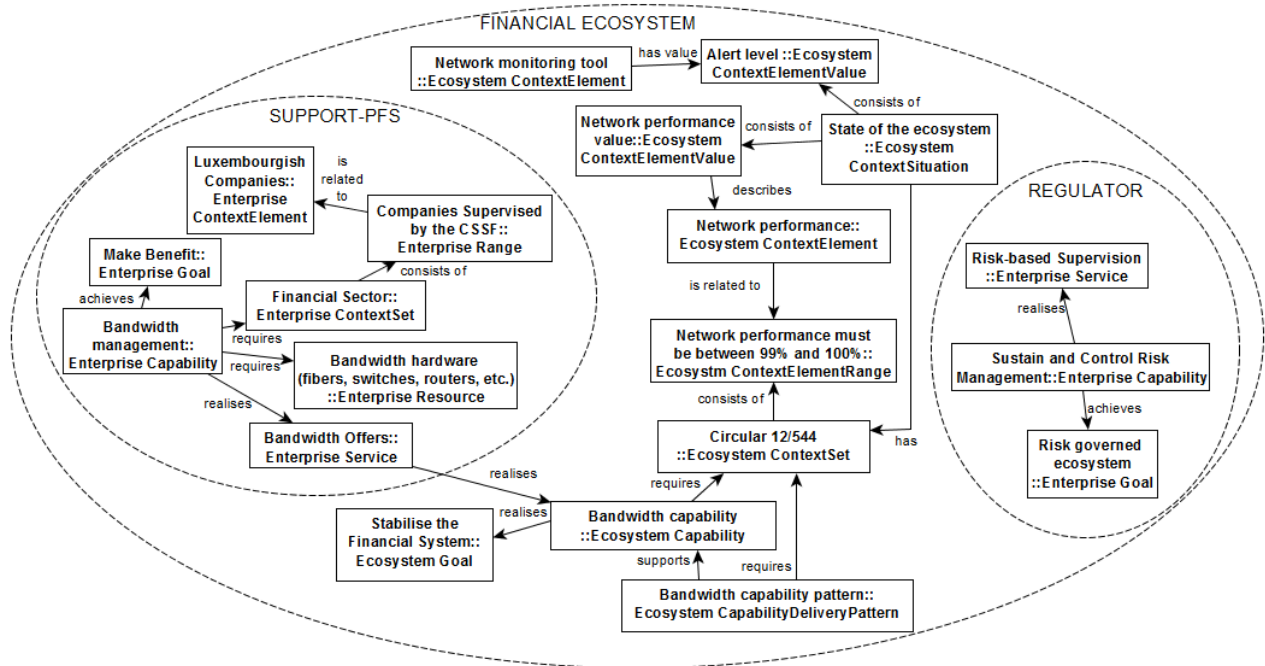 FINANCIAL ECOSYSTEM
Network monitoring tool
::Ecosystem ContextElement
has value
Alert level ::Ecosystem
ContextElementValue
consists of
SUPPORT-PFS
Network performance
value::Ecosystem
ContextElementValue
consists of
State of the ecosystem
::Ecosystem
ContextSituation
Luxembourgish
Companies::
Enterprise
ContextElement
is
related
to
Companies Supervised
by the CSSF::
Enterprise Range
describes
REGULATOR
Network performance::
Ecosystem ContextElement
Make Benefit::
Enterprise Goal
consists of
Risk-based Supervision
::Enterprise Service
achieves
Financial Sector::
Enterprise ContextSet
is related to
realises
Bandwidth
management::
Enterprise Capability
requires
requires
Bandwidth hardware
(fibers, switches, routers, etc.)
::Enterprise Resource
Network performance must
be between 99% and 100%::
Ecosystm ContextElementRange
Sustain and Control Risk
Management::Enterprise Capability
realises
consists of
achieves
Bandwidth Offers::
Enterprise Service
Circular 12/544
::Ecosystem ContextSet
has
Risk governed
ecosystem
::Enterprise Goal
realises
requires
Stabilise the
Financial System::
Ecosystem Goal
realises
Bandwidth capability
::Ecosystem Capability
supports
requires
Bandwidth capability pattern::
Ecosystem CapabilityDeliveryPattern